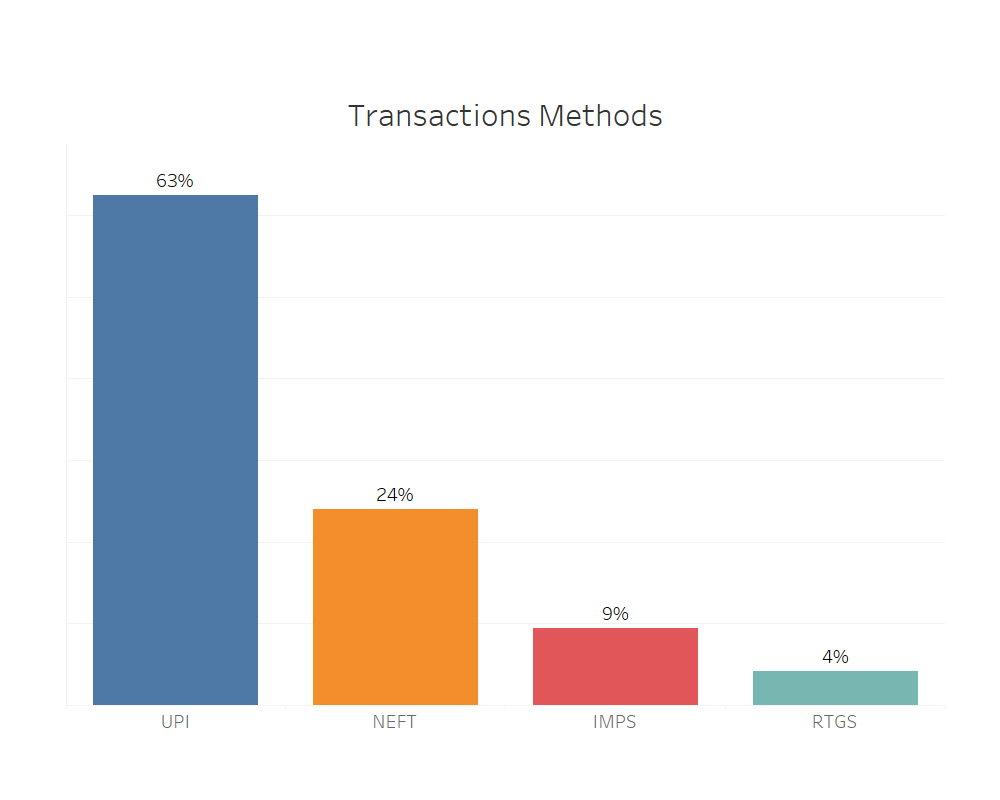 Transactions Methods
63%
24%
9%
4%
UPI
NEFT
IMPS
RTGS